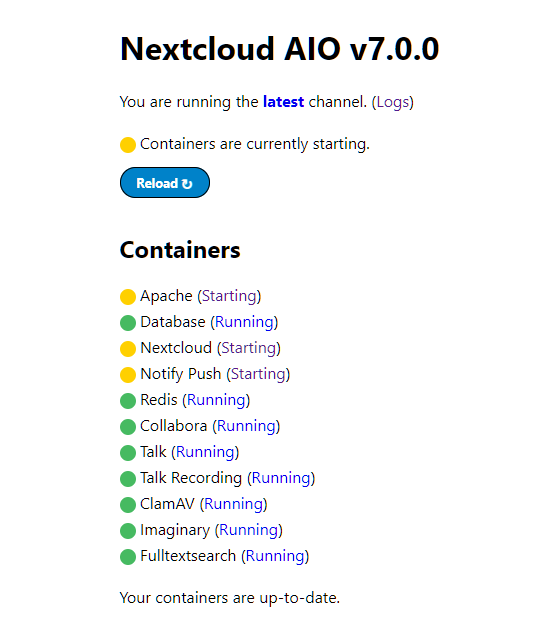 Nextcloud AIO v7.0.0
You are running the latest channel. (Logs)
Containers are currently starting.
Reload ↻
Containers
Apache (Starting)
Database (Running)
Nextcloud (Starting)
Notify Push (Starting)
Redis (Running)
Collabora (Running)
Talk (Running)
Talk Recording (Running)
ClamAV (Running)
Imaginary (Running)
Fulltextsearch (Running)
Your containers are up-to-date.